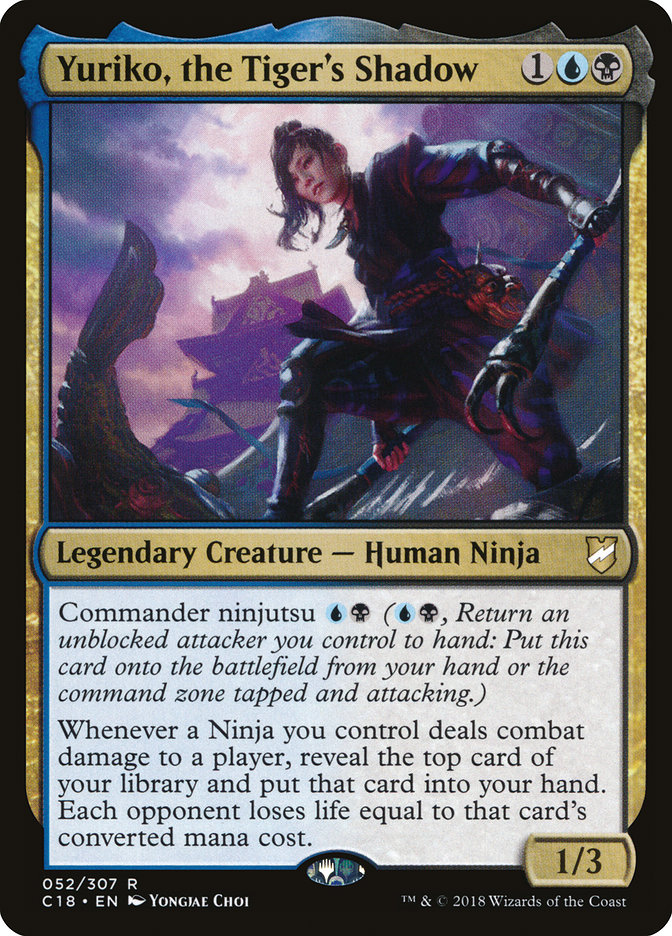 Yuriko, the Tiger's Shadow 1
Legendary Creature — Human Ninja
Commander ninjutsu (, Return an
unblocked attacker you control to hand: Put this
card onto the battlefield from your hand or the
command zone tapped and attacking.)
Whenever a Ninja you control deals combat
damage to a player, reveal the top card of
your library and put that card into your hand.
Each opponent loses life equal to that card's
converted mana cost.
1/3
052/307 R
C18 • EN Yongjae Choi
™ & © 2018 Wizards of the Coast